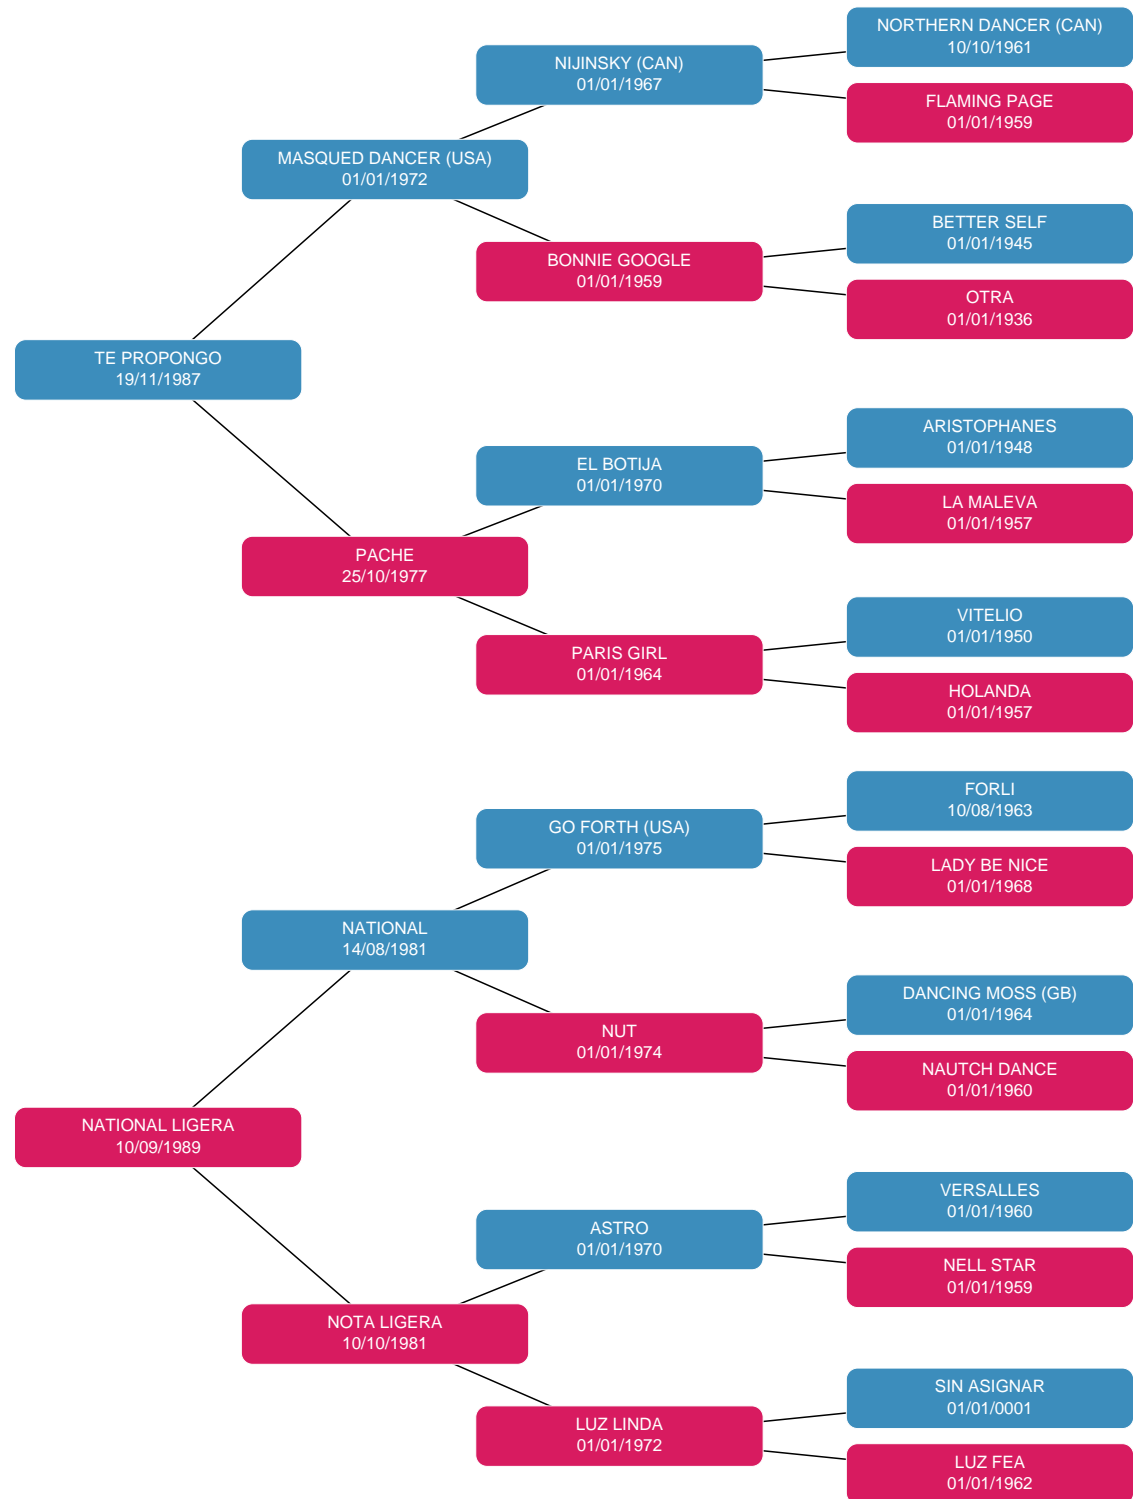 NORTHERN DANCER (CAN)
10/10/1961
NIJINSKY (CAN)
01/01/1967
FLAMING PAGE
01/01/1959
MASQUED DANCER (USA)
01/01/1972
BETTER SELF
01/01/1945
BONNIE GOOGLE
01/01/1959
OTRA
01/01/1936
TE PROPONGO
19/11/1987
ARISTOPHANES
01/01/1948
EL BOTIJA
01/01/1970
LA MALEVA
01/01/1957
PACHE
25/10/1977
VITELIO
01/01/1950
PARIS GIRL
01/01/1964
HOLANDA
01/01/1957
FORLI
10/08/1963
GO FORTH (USA)
01/01/1975
LADY BE NICE
01/01/1968
NATIONAL
14/08/1981
DANCING MOSS (GB)
01/01/1964
NUT
01/01/1974
NAUTCH DANCE
01/01/1960
NATIONAL LIGERA
10/09/1989
VERSALLES
01/01/1960
ASTRO
01/01/1970
NELL STAR
01/01/1959
NOTA LIGERA
10/10/1981
SIN ASIGNAR
01/01/0001
LUZ LINDA
01/01/1972
LUZ FEA
01/01/1962